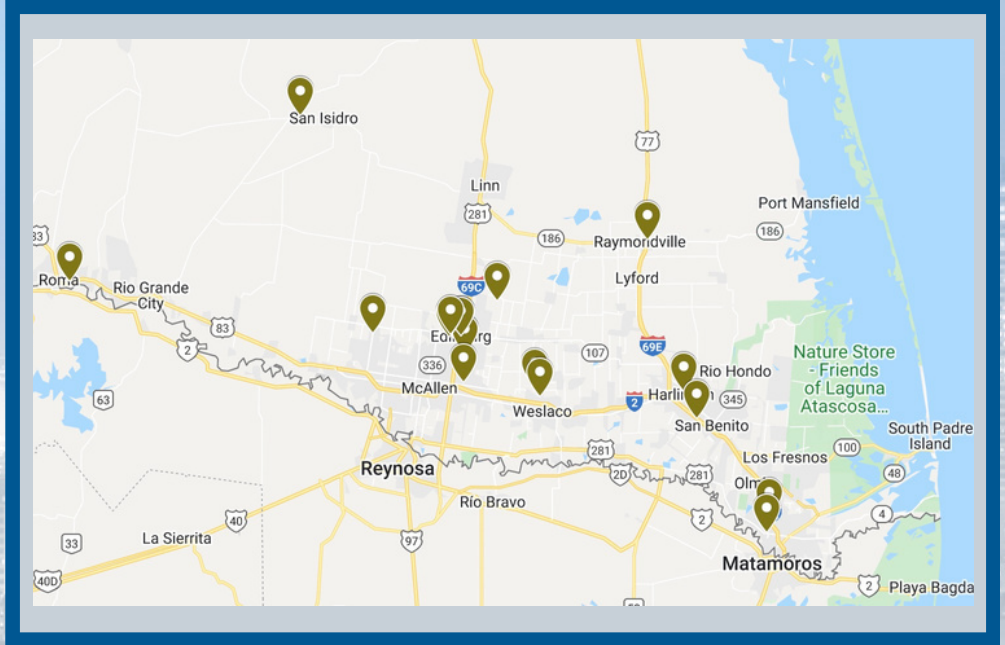 San Isidro
77
Linn
281
Port Mansfield
186
186
Raymondville
83
Roma
Rio Grande
City
69C
Lyford
83
2
Edinburg
336
107
69E
Rio Hondo
Nature Store
- Friends
of Laguna
Atascosa...
McAllen
63
Weslaco
2
345
San Benito
South Padre
Island
Reynosa
281
100
Los Fresnos
2D
281
48
Río Bravo
40
97
2
4
La Sierrita
33
Matamoros
40D
2
Playa Bagda